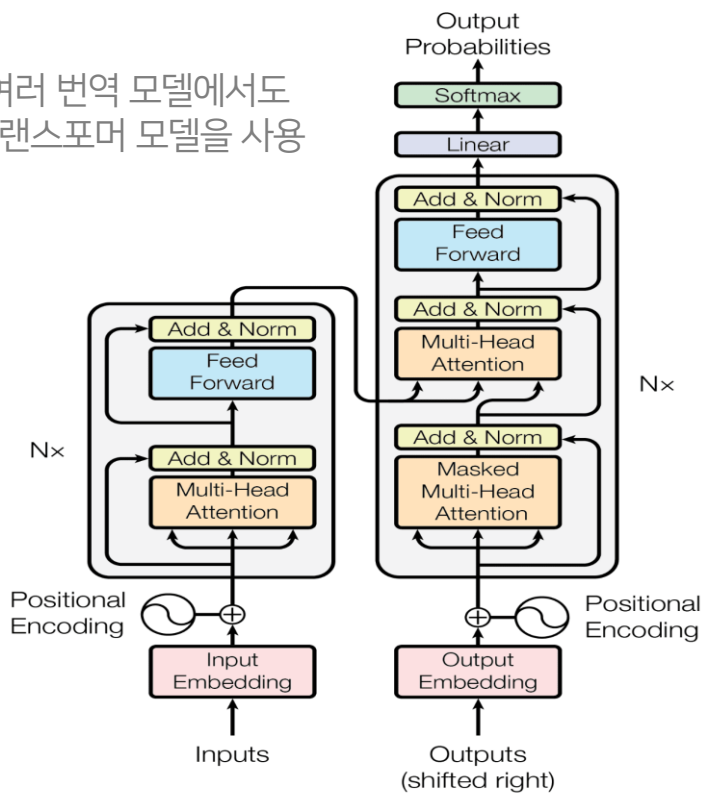 여러 번역 모델에서도
랜스포머 모델을 사용
Output
Probabilities
Softmax
Linear
Add & Norm
Feed
Forward
Add & Norm
Multi-Head
Attention
Add & Norm
Masked
Multi-Head
Attention
Nx
Add & Norm
Feed
Forward
Add & Norm
Multi-Head
Attention
Nx
Positional
Encoding
Positional
Encoding
Input
Embedding
Output
Embedding
Inputs
Outputs
(shifted right)